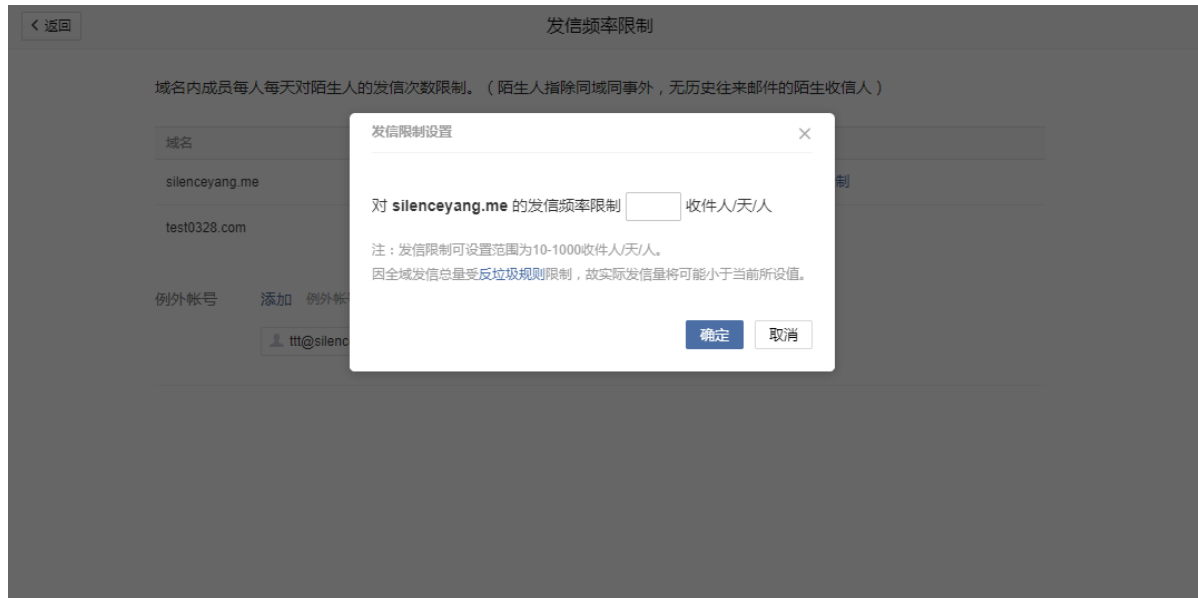 返回
发信频率限制
域名内成员每人每天对陌生人的发信次数限制。（陌生人指除同域同事外，无历史往来邮件的陌生收信人）
发信限制设置
域名
silenceyang.me
制
对 silenceyang.me 的发信频率限制 收件人/天/人
test0328.com
注：发信限制可设置范围为10-1000收件人/天/人。
因全域发信总量受反垃圾规则限制，故实际发信量将可能小于当前所设值。
例外帐号 添加 例外帐
ttt@silenc
确定 取消